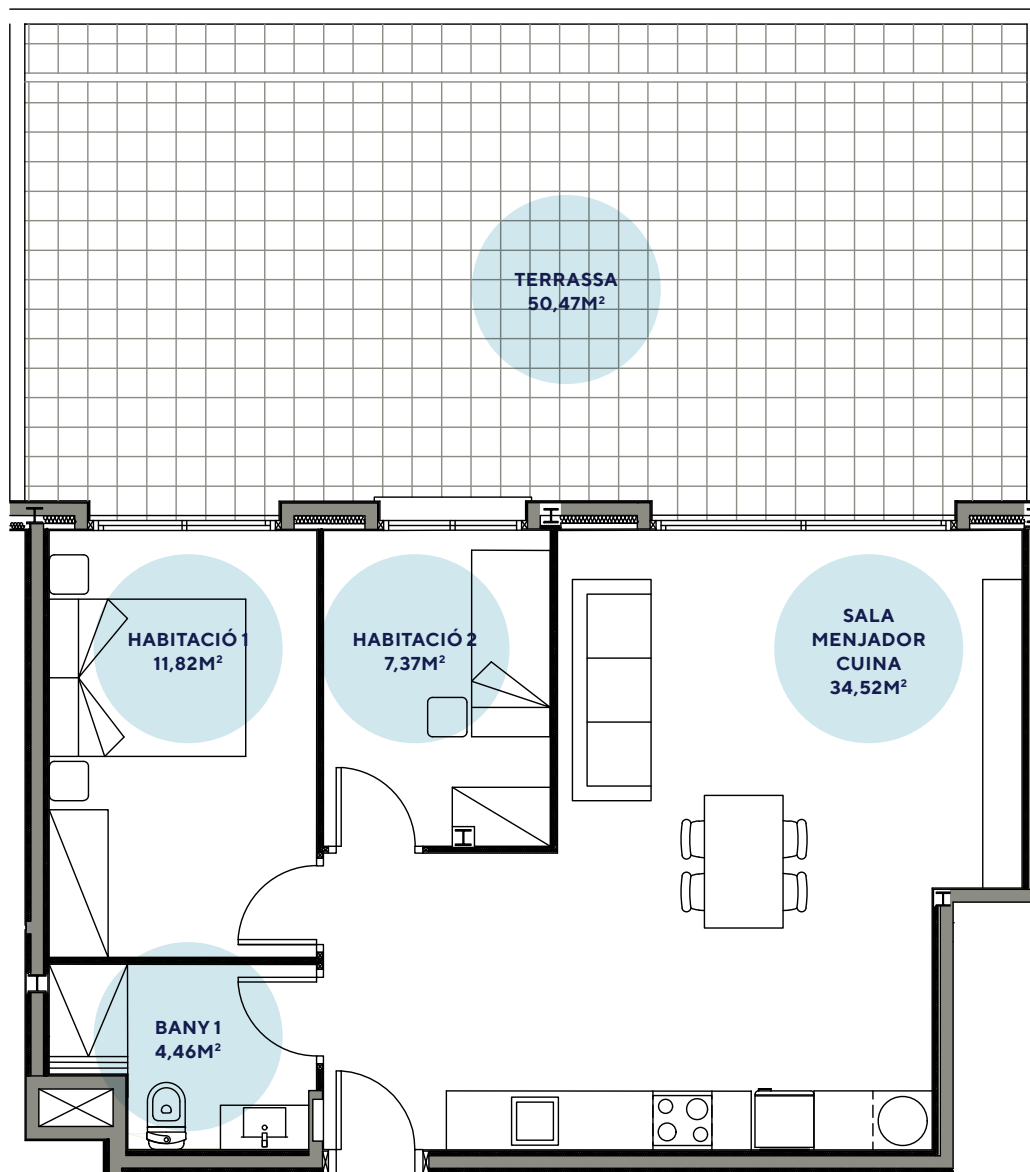 TERRASSA
50,47M²
HABITACIÓ 1
11,82M²
HABITACIÓ 2
7,37M²
SALA
MENJADOR
CUINA
34,52M²
BANY 1
4,46M²